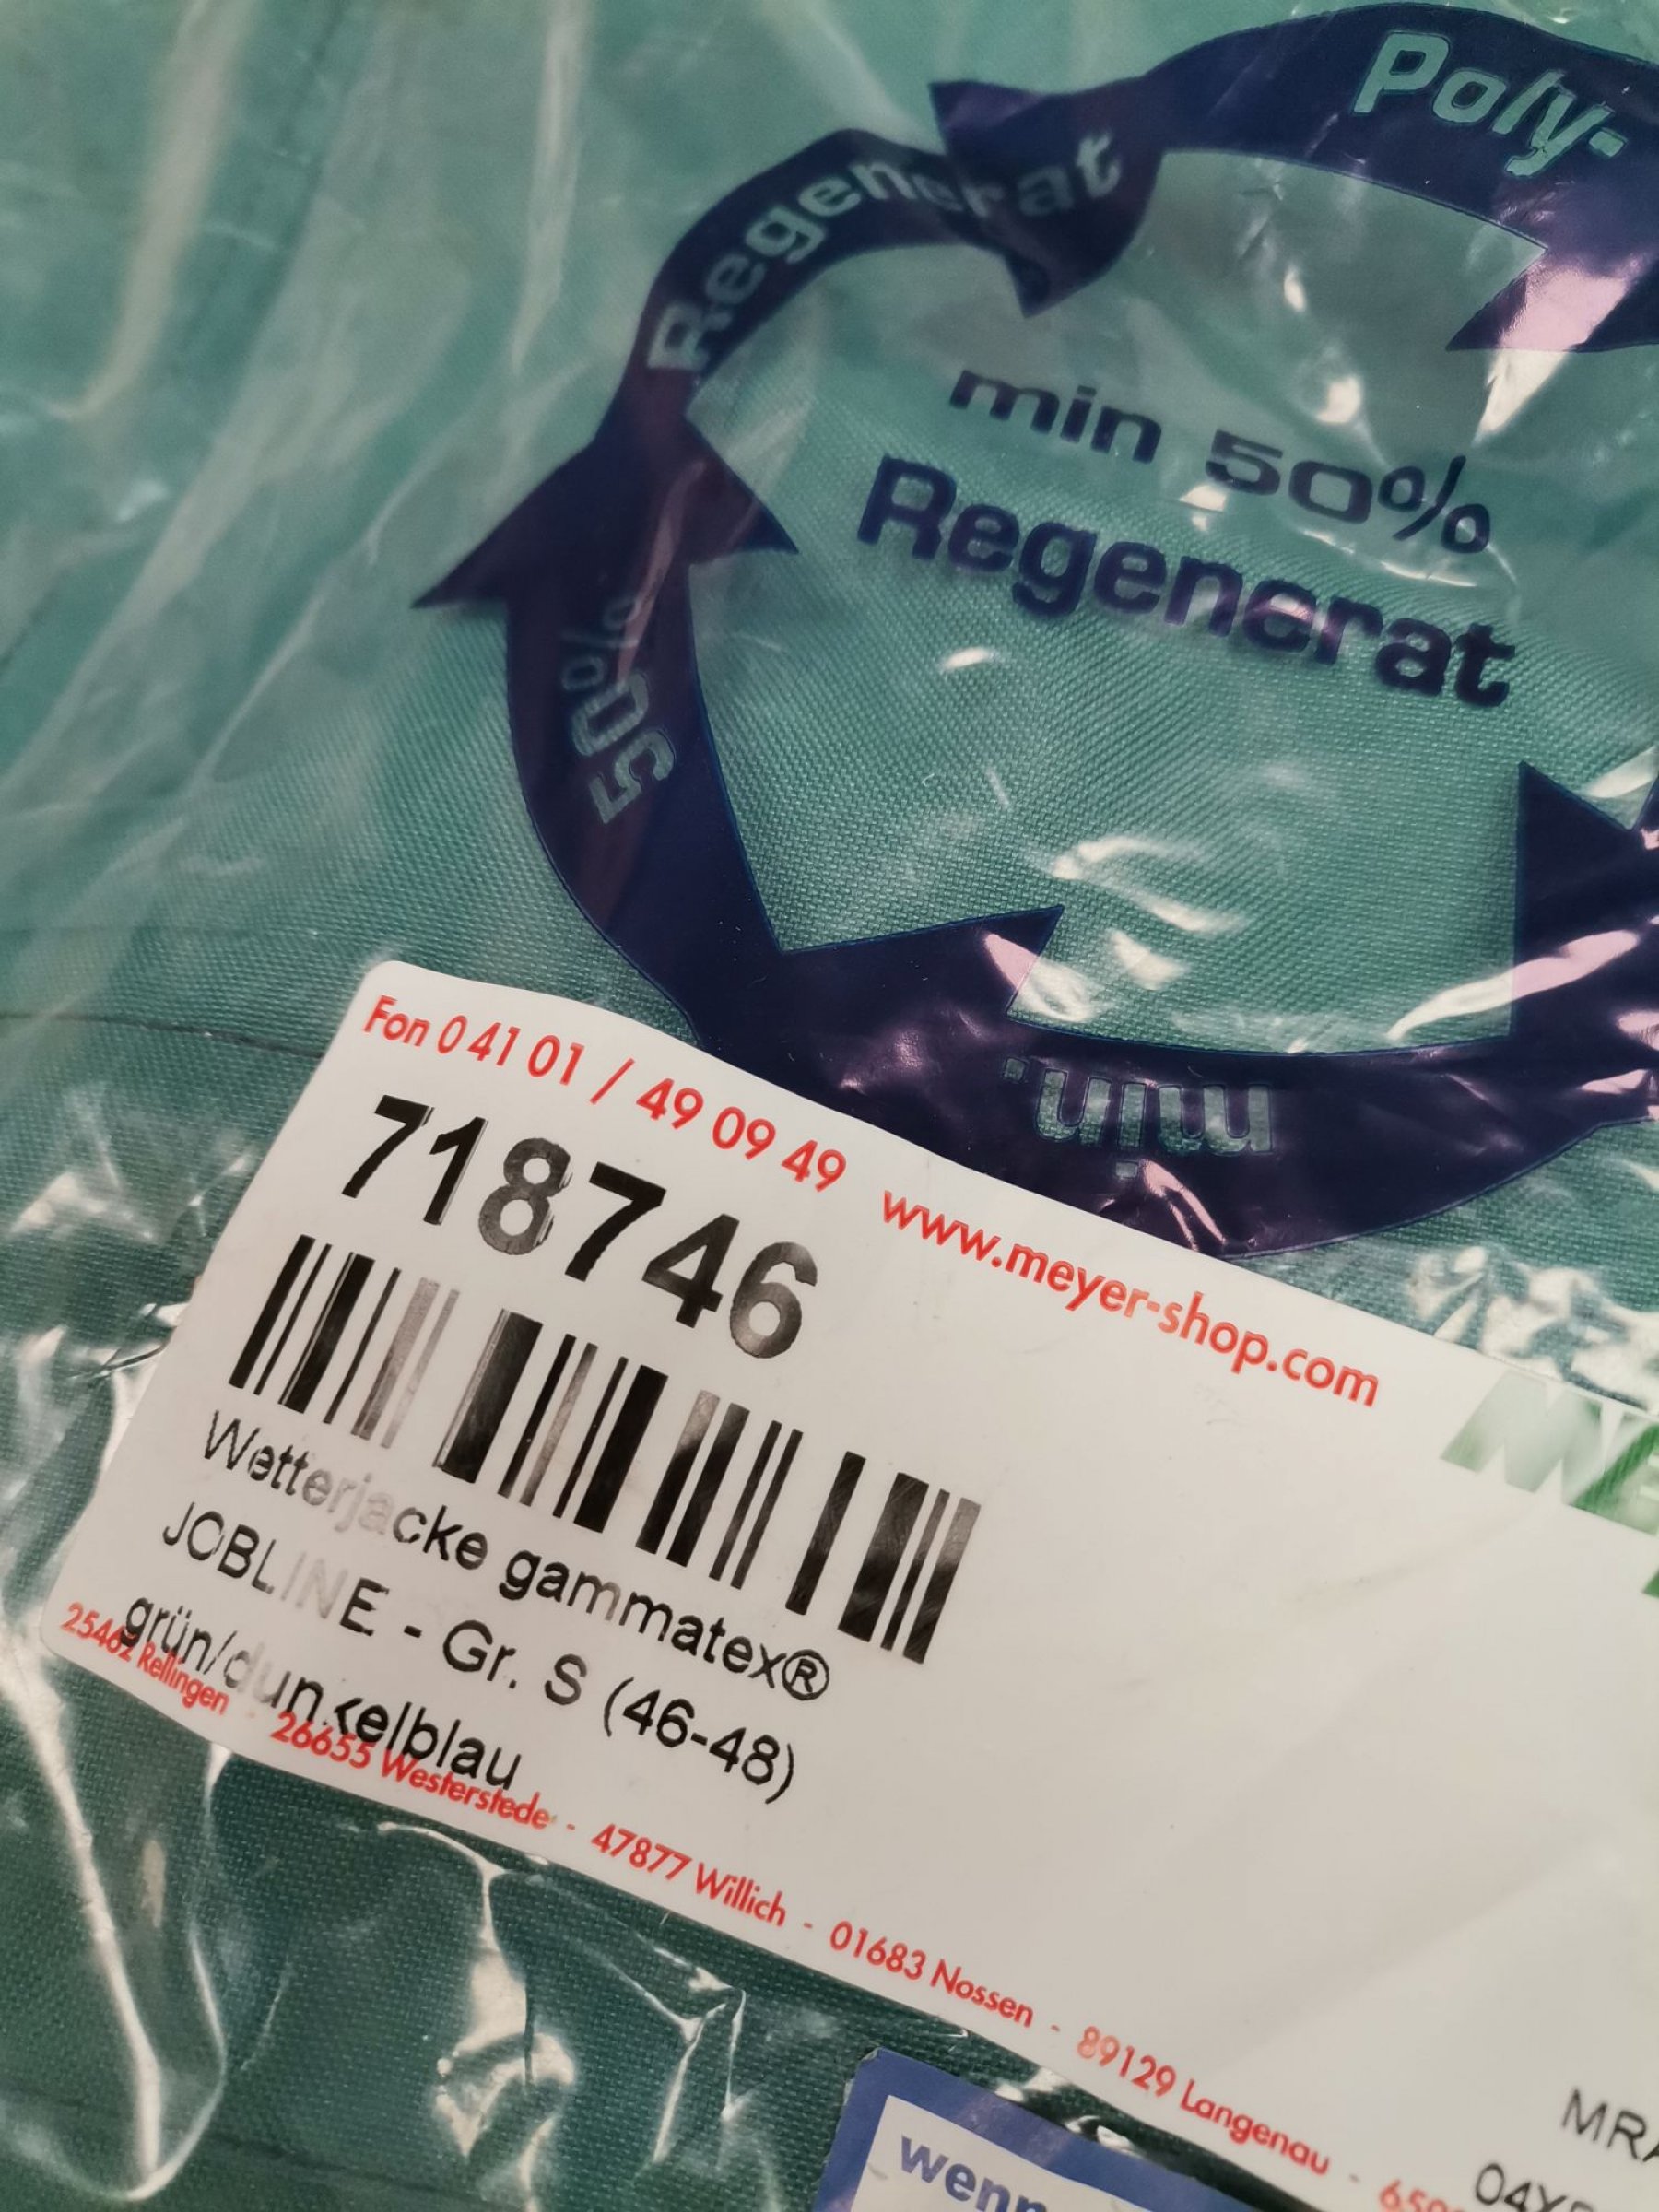 Poly-
Regenerat
min 50%
Regenerat
50%
min.
Fon 0 41 01 / 49 09 49 www.meyer-shop.com
718746
Wetterjacke gammatex®
JOBLINE - Gr. S (46-48)
grün/dunkelblau
25462 Rellingen - 26655 Westerstede - 47877 Willich - 01683 Nossen - 89129 Langenau -
wenn